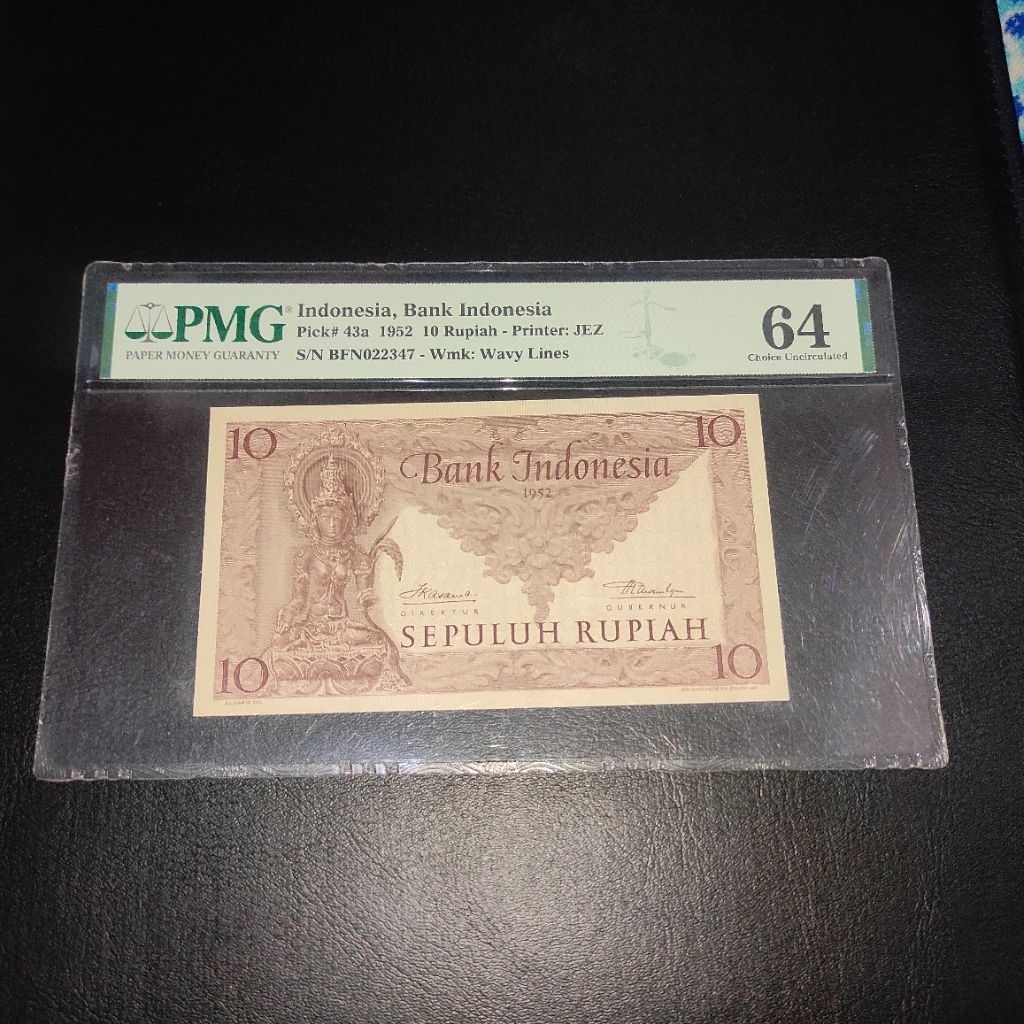 PMG®
PAPER MONEY GUARANTY
Indonesia, Bank Indonesia
Pick# 43a 1952 10 Rupiah - Printer: JEZ
S/N BFN022347 - Wmk: Wavy Lines
64
Choice Uncirculated
10
10
Bank Indonesia
1952
DIREKTUR
GUBERNUR
SEPULUH RUPIAH
10
10